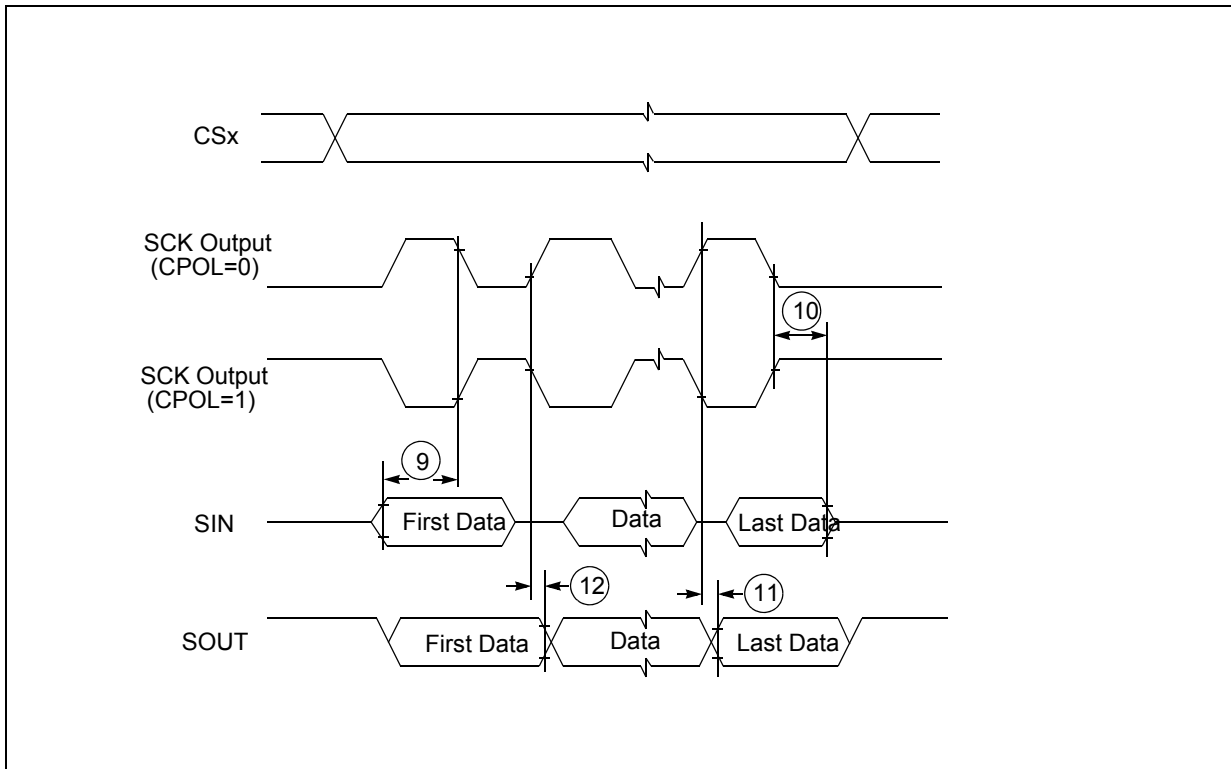 CSx
SCK Output
(CPOL=0)
10
SCK Output
(CPOL=1)
9
SIN
First Data
Data
Last Data
12
11
SOUT
First Data
Data
Last Data